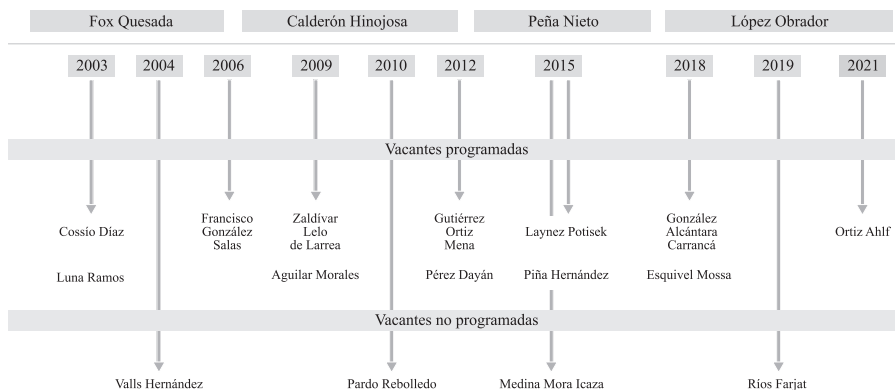 Fox Quesada
Calderón Hinojosa
Peña Nieto
López Obrador
2003
2004
2006
2009
2010
2012
2015
2018
2019
2021
Vacantes programadas
Cossío Díaz
Luna Ramos
Francisco
González
Salas
Zaldívar
Lelo
de Larrea
Aguilar Morales
Gutiérrez
Ortiz
Mena
Pérez Dayán
Laynez Potisek
Piña Hernández
González
Alcántara
Carrancá
Esquivel Mossa
Ortiz Ahlf
Vacantes no programadas
Valls Hernández
Pardo Rebolledo
Medina Mora Icaza
Ríos Farjat